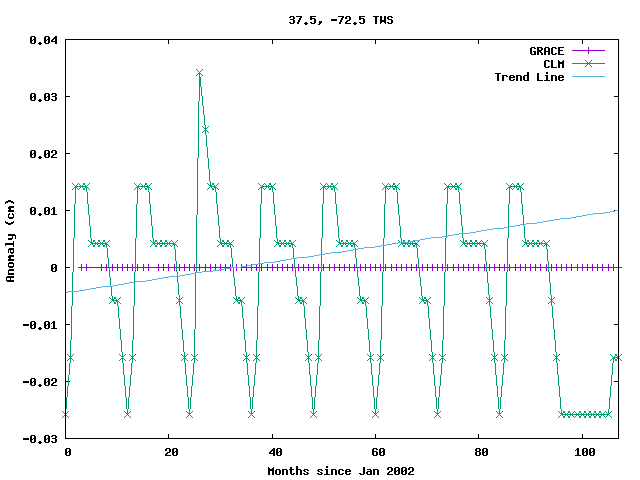 37.5, -72.5 TWS
0.04
GRACE
CLM
Trend Line
0.03
0.02
0.01
0
-0.01
-0.02
-0.03
Anomaly (cm)
0 20 40 60 80 100
Months since Jan 2002